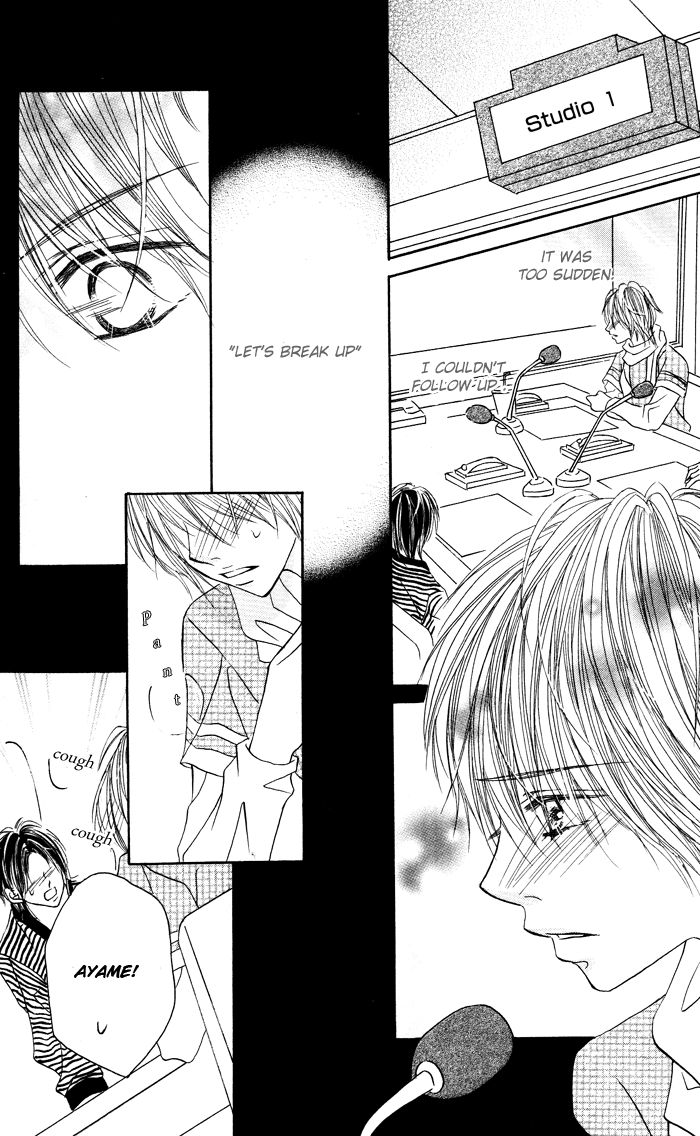 Studio 1
IT WAS
TOO SUDDEN!
I COULDN'T
FOLLOW-UP!
"LET'S BREAK UP"
Pant
cough
cough
AYAME!